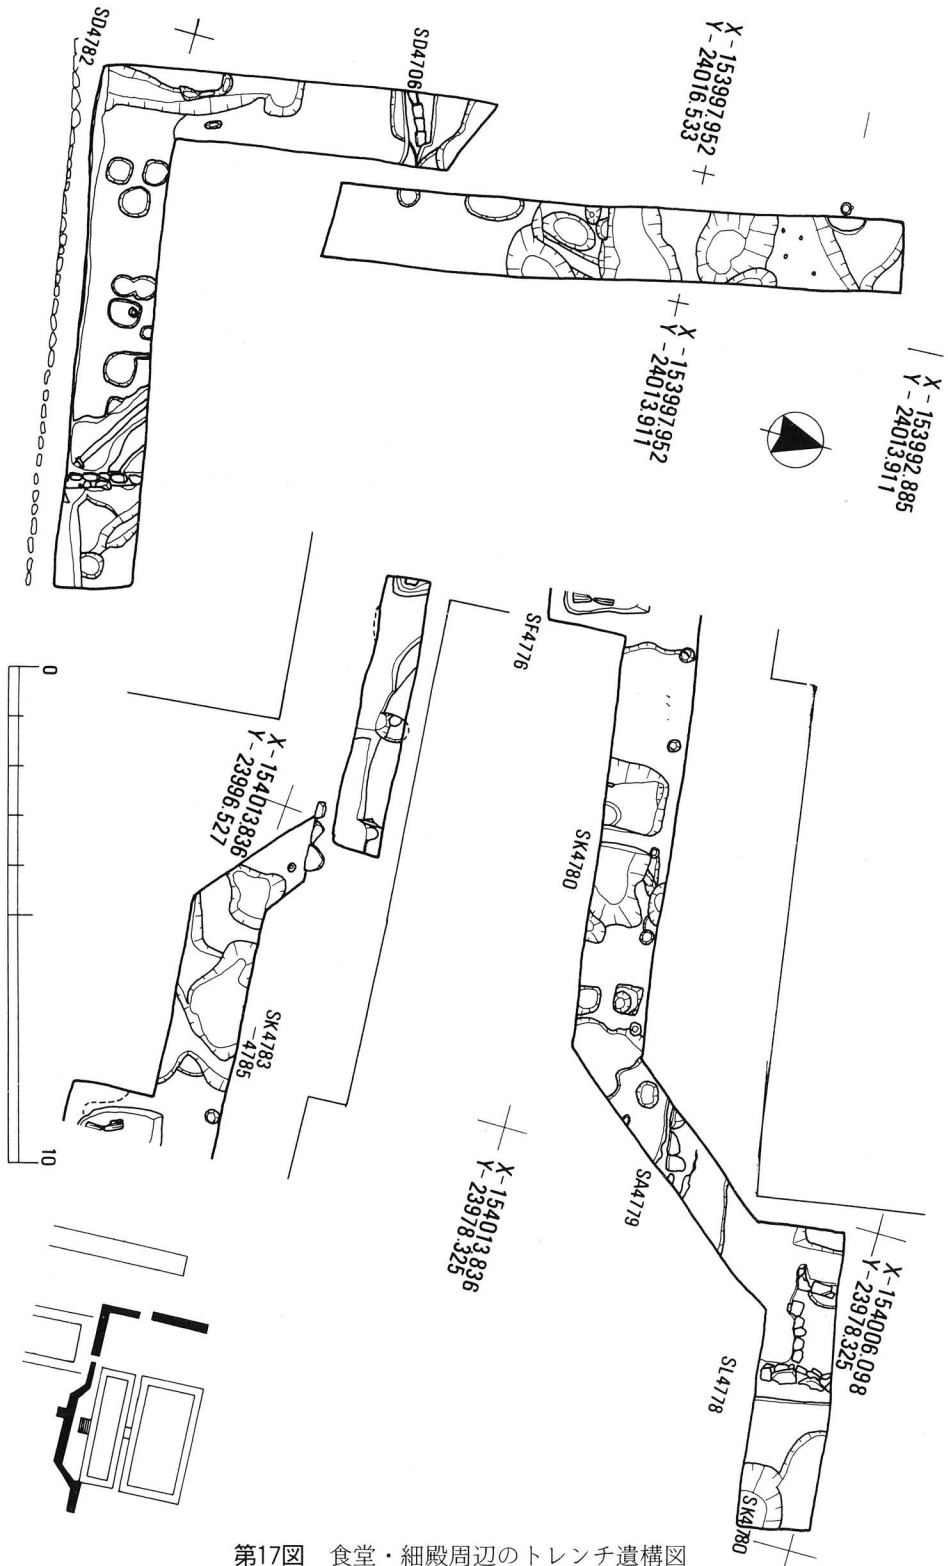 SD4782
SD4706
X-153997.952
Y-24016.533
X-153997.952
Y-24013.911
X-153992.885
Y-24013.911
SF4776
SK4780
X-154013.836
Y-23996.527
SK4783
-4785
SA4779
X-154013.836
Y-23978.325
X-154006.098
Y-23978.325
SL4778
SK4780
0
10
第17図 食堂・細殿周辺のトレンチ遺構図